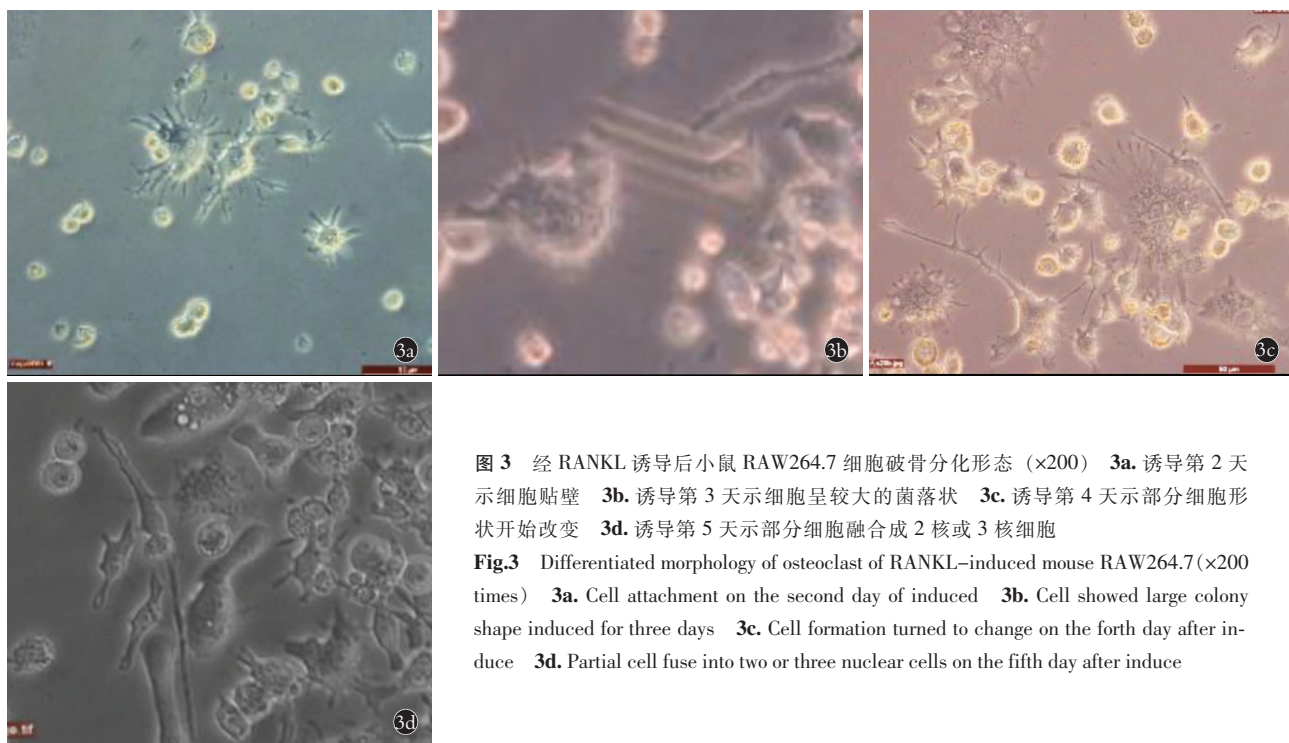 3a
3b
50 μm
3c
3d
图 3 经 RANKL 诱导后小鼠 RAW264.7 细胞破骨分化形态（×200） 3a. 诱导第 2 天
示细胞贴壁 3b. 诱导第 3 天示细胞呈较大的菌落状 3c. 诱导第 4 天示部分细胞形
状开始改变 3d. 诱导第 5 天示部分细胞融合成 2 核或 3 核细胞
Fig.3 Differentiated morphology of osteoclast of RANKL-induced mouse RAW264.7(×200
times） 3a. Cell attachment on the second day of induced 3b. Cell showed large colony
shape induced for three days 3c. Cell formation turned to change on the forth day after in-
duce 3d. Partial cell fuse into two or three nuclear cells on the fifth day after induce